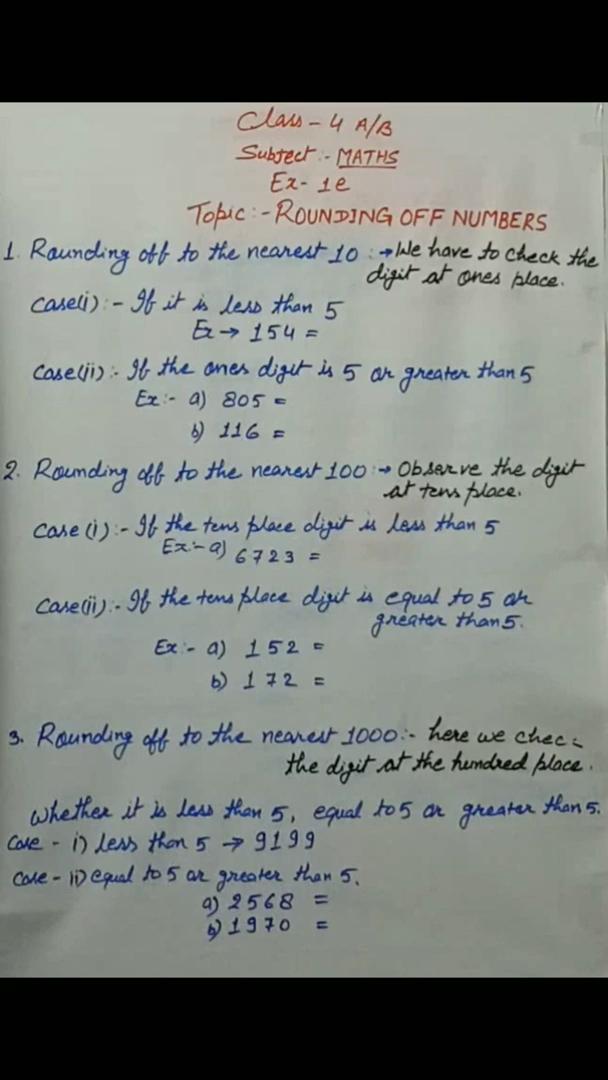 Class - 4 A/B
Subject :- MATHS
Ex- 1e
Topic :- ROUNDING OFF NUMBERS
1. Rounding off to the nearest 10 :→ We have to check the
digit at ones place.
Case(i) :- If it is less than 5
Ex → 154 =
Case(ii) :- If the ones digit is 5 or greater than 5
Ex :- a) 805 =
b) 116 =
2. Rounding off to the nearest 100 :→ Observe the digit
at tens place.
Case (i) :- If the tens place digit is less than 5
Ex :- a) 6723 =
Case(ii) :- If the tens place digit is equal to 5 or
greater than 5.
Ex :- a) 152 =
b) 172 =
3. Rounding off to the nearest 1000 :- here we chec
the digit at the hundred place.
Whether it is less than 5, equal to 5 or greater than 5.
Case - i) less than 5 → 9199
Case - ii) equal to 5 or greater than 5.
a) 2568 =
b) 1970 =